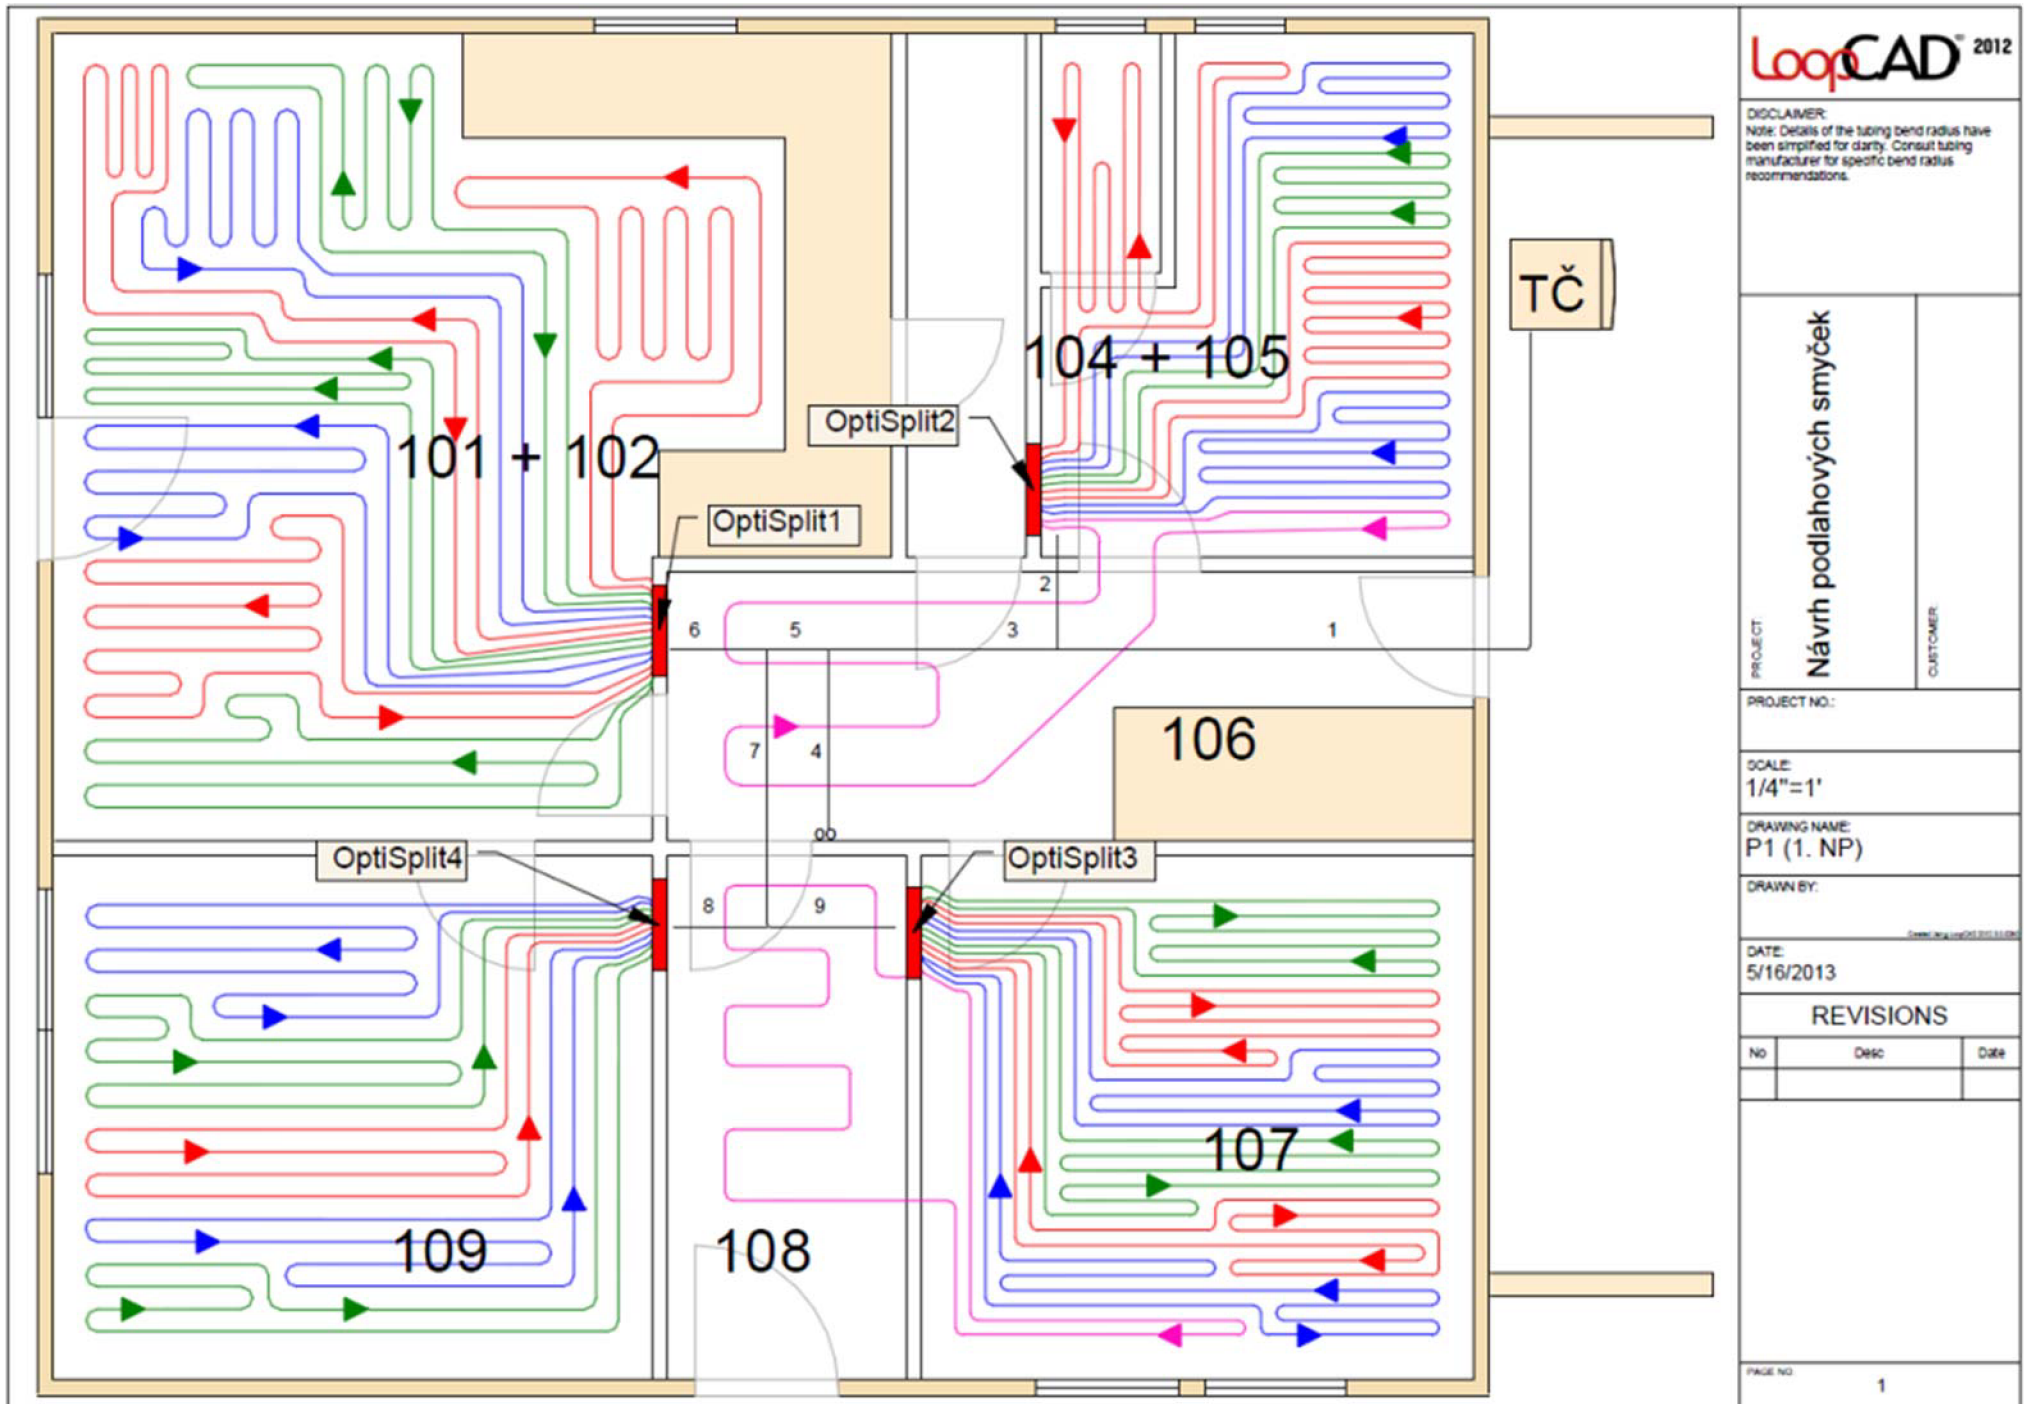 101 + 102
104 + 105
TČ
OptiSplit2
OptiSplit1
2
6
5
3
1
106
7
4
OptiSplit4
OptiSplit3
8
9
107
109
108
LoopCAD 2012
DISCLAIMER:
Note: Details of the tubing bend radius have
been simplified for clarity. Consult tubing
manufacturer for specific bend radius
recommendations.
PROJECT
Návrh podlahových smyček
CUSTOMER:
PROJECT NO.:
SCALE:
1/4"=1'
DRAWING NAME:
P1 (1. NP)
DRAWN BY:
DATE:
5/16/2013
REVISIONS
No Desc Date
PAGE NO.
1